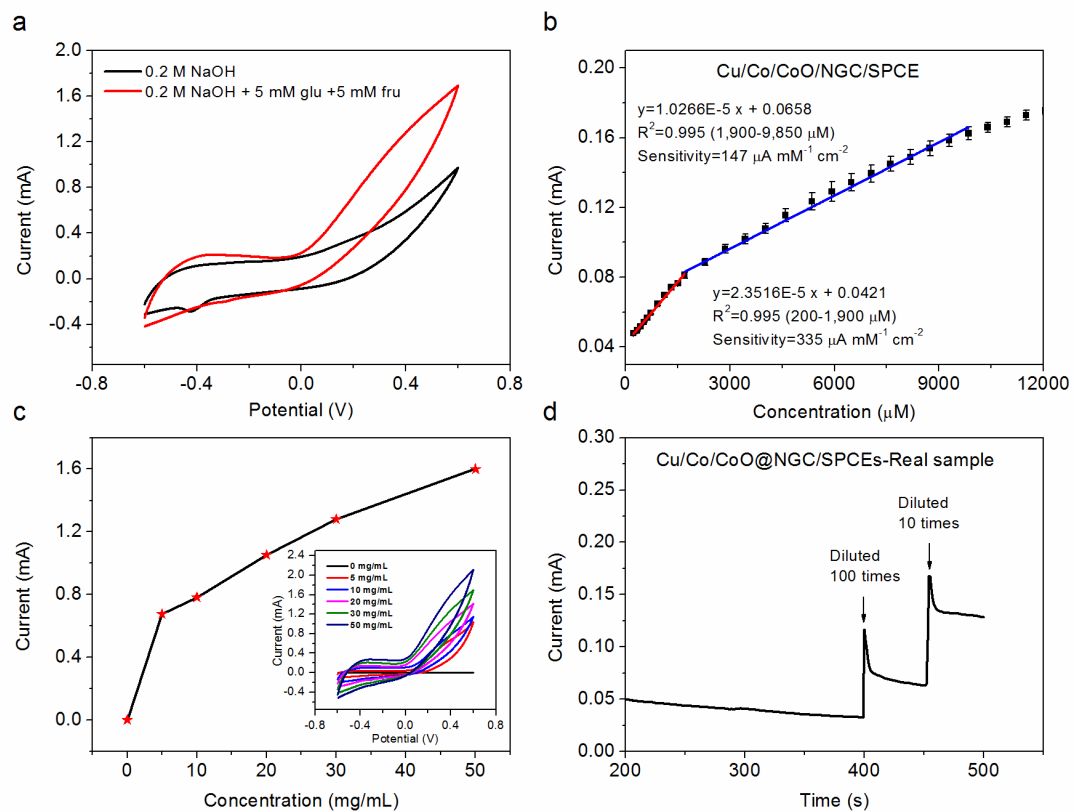 a
2.0
1.6
1.2
0.8
0.4
0.0
-0.4
Current (mA)
0.2 M NaOH
0.2 M NaOH + 5 mM glu +5 mM fru
-0.8
-0.4
0.0
0.4
0.8
Potential (V)
b
0.20
0.16
0.12
0.08
0.04
Current (mA)
Cu/Co/CoO/NGC/SPCE
y=1.0266E-5 x + 0.0658
R²=0.995 (1,900-9,850 μM)
Sensitivity=147 μA mM⁻¹ cm⁻²
y=2.3516E-5 x + 0.0421
R²=0.995 (200-1,900 μM)
Sensitivity=335 μA mM⁻¹ cm⁻²
0
3000
6000
9000
12000
Concentration (μM)
c
1.6
1.2
0.8
0.4
0.0
Current (mA)
2.4
2.0
1.6
1.2
0.8
0.4
0.0
-0.4
Current (mA)
0 mg/mL
5 mg/mL
10 mg/mL
20 mg/mL
30 mg/mL
50 mg/mL
-0.8
-0.4
0.0
0.4
0.8
Potential (V)
0
10
20
30
40
50
Concentration (mg/mL)
d
0.30
0.25
0.20
0.15
0.10
0.05
0.00
Current (mA)
Cu/Co/CoO@NGC/SPCEs-Real sample
Diluted
10 times
Diluted
100 times
200
300
400
500
Time (s)